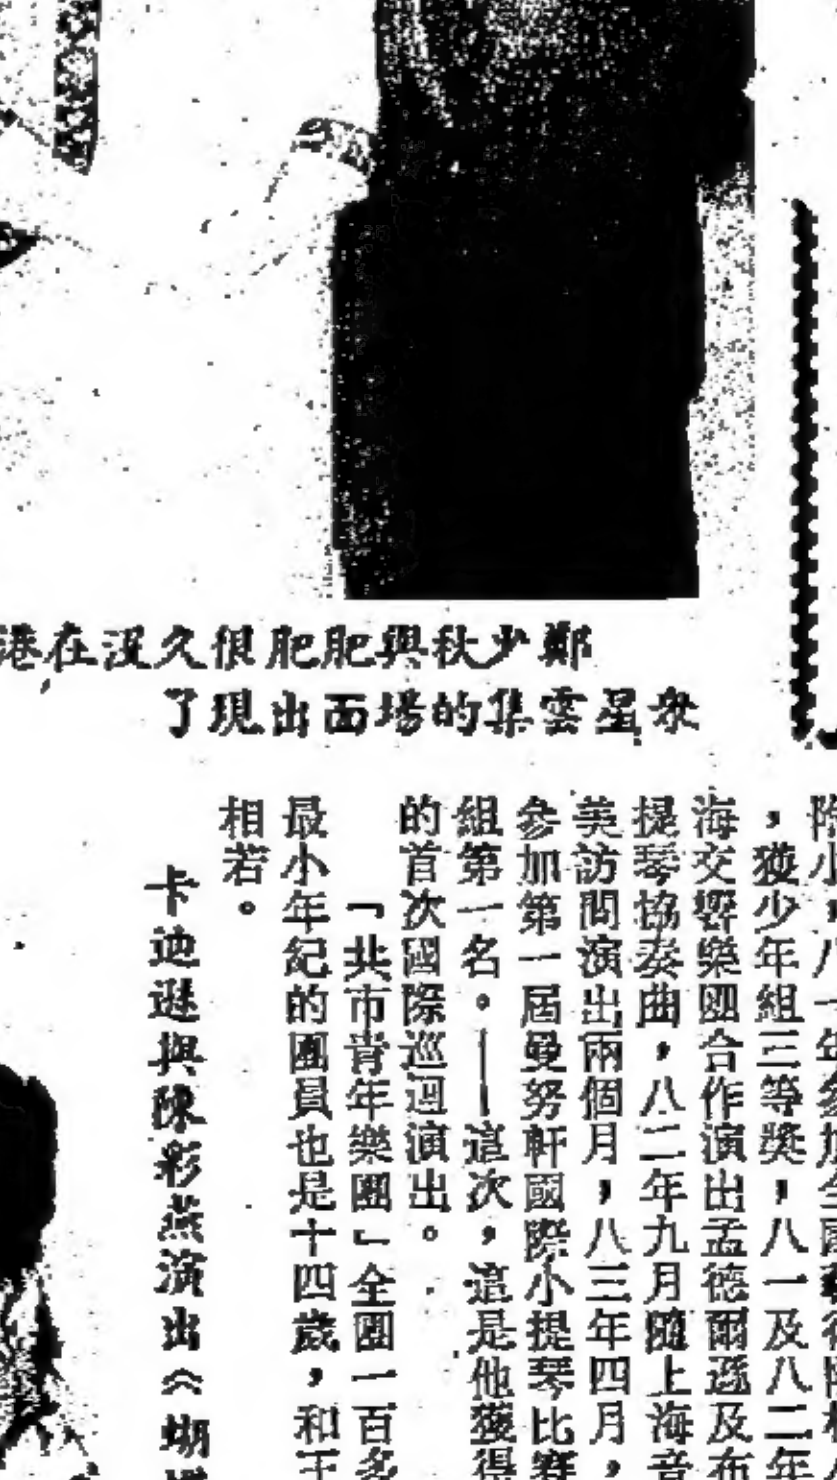 鄭少秋與肥肥很久沒在港
衆星雲集的場面出現了
，獲少年組三等獎，八一及八二年
海交響樂團合作演出孟德爾遜及布
提琴協奏曲，八二年九月隨上海音
美訪問演出兩個月，八三年四月，
參加第一屆曼努軒國際小提琴比賽
組第一名。——這次，這是他獲得
的首次國際巡迴演出。
「共市青年樂團」全團一百多
最小年紀的團員也是十四歲，和王
相若。
卡迪遜與陳彩燕演出《蝴